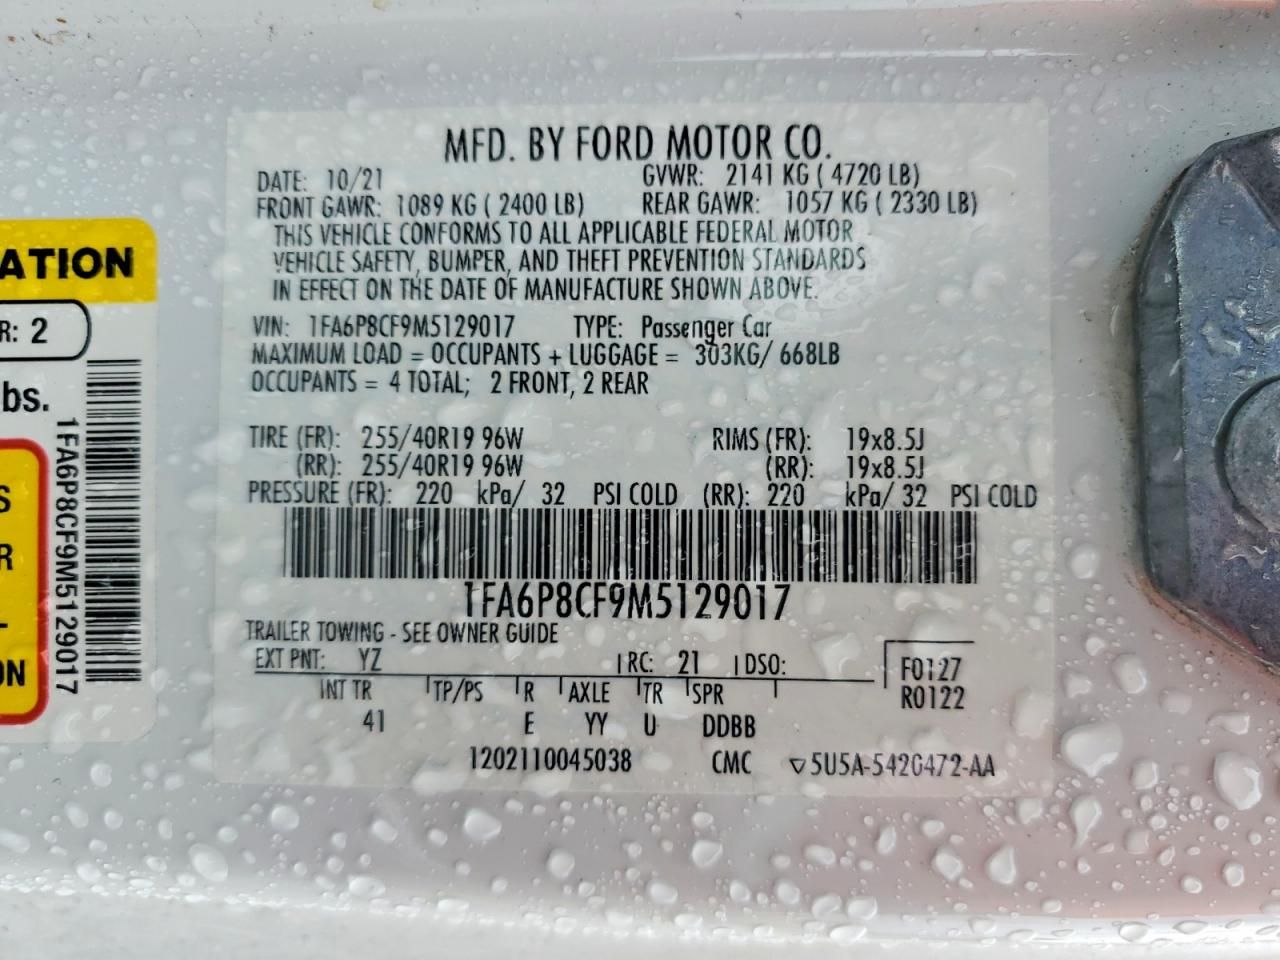 MFD. BY FORD MOTOR CO.
DATE: 10/21 GVWR: 2141 KG ( 4720 LB)
FRONT GAWR: 1089 KG ( 2400 LB) REAR GAWR: 1057 KG ( 2330 LB)
THIS VEHICLE CONFORMS TO ALL APPLICABLE FEDERAL MOTOR
VEHICLE SAFETY, BUMPER, AND THEFT PREVENTION STANDARDS
IN EFFECT ON THE DATE OF MANUFACTURE SHOWN ABOVE.
VIN: 1FA6P8CF9M5129017 TYPE: Passenger Car
MAXIMUM LOAD = OCCUPANTS + LUGGAGE = 303KG/ 668LB
OCCUPANTS = 4 TOTAL; 2 FRONT, 2 REAR
TIRE (FR): 255/40R19 96W RIMS (FR): 19x8.5J
(RR): 255/40R19 96W (RR): 19x8.5J
PRESSURE (FR): 220 kPa/ 32 PSI COLD (RR): 220 kPa/ 32 PSI COLD
1FA6P8CF9M5129017
TRAILER TOWING - SEE OWNER GUIDE
EXT PNT: YZ RC: 21 DSO: F0127
INT TR TP/PS R AXLE TR SPR R0122
41 E YY U DDBB
1202110045038 CMC ▽5U5A-5420472-AA
ATION
R: 2
bs.
1FA6P8CF9M5129017
S
R
L
ON